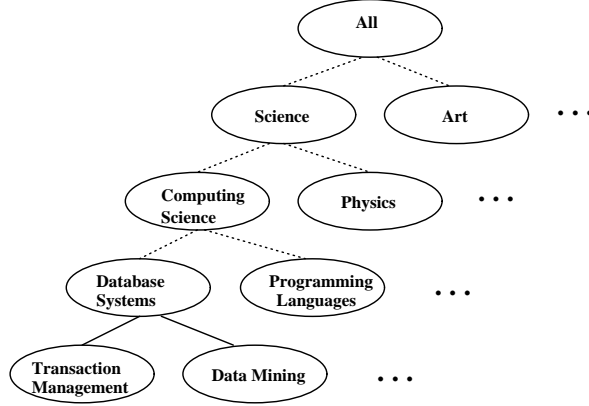 All
Science
Art
...
Computing
Science
Physics
...
Database
Systems
Programming
Languages
...
Transaction
Management
Data Mining
...